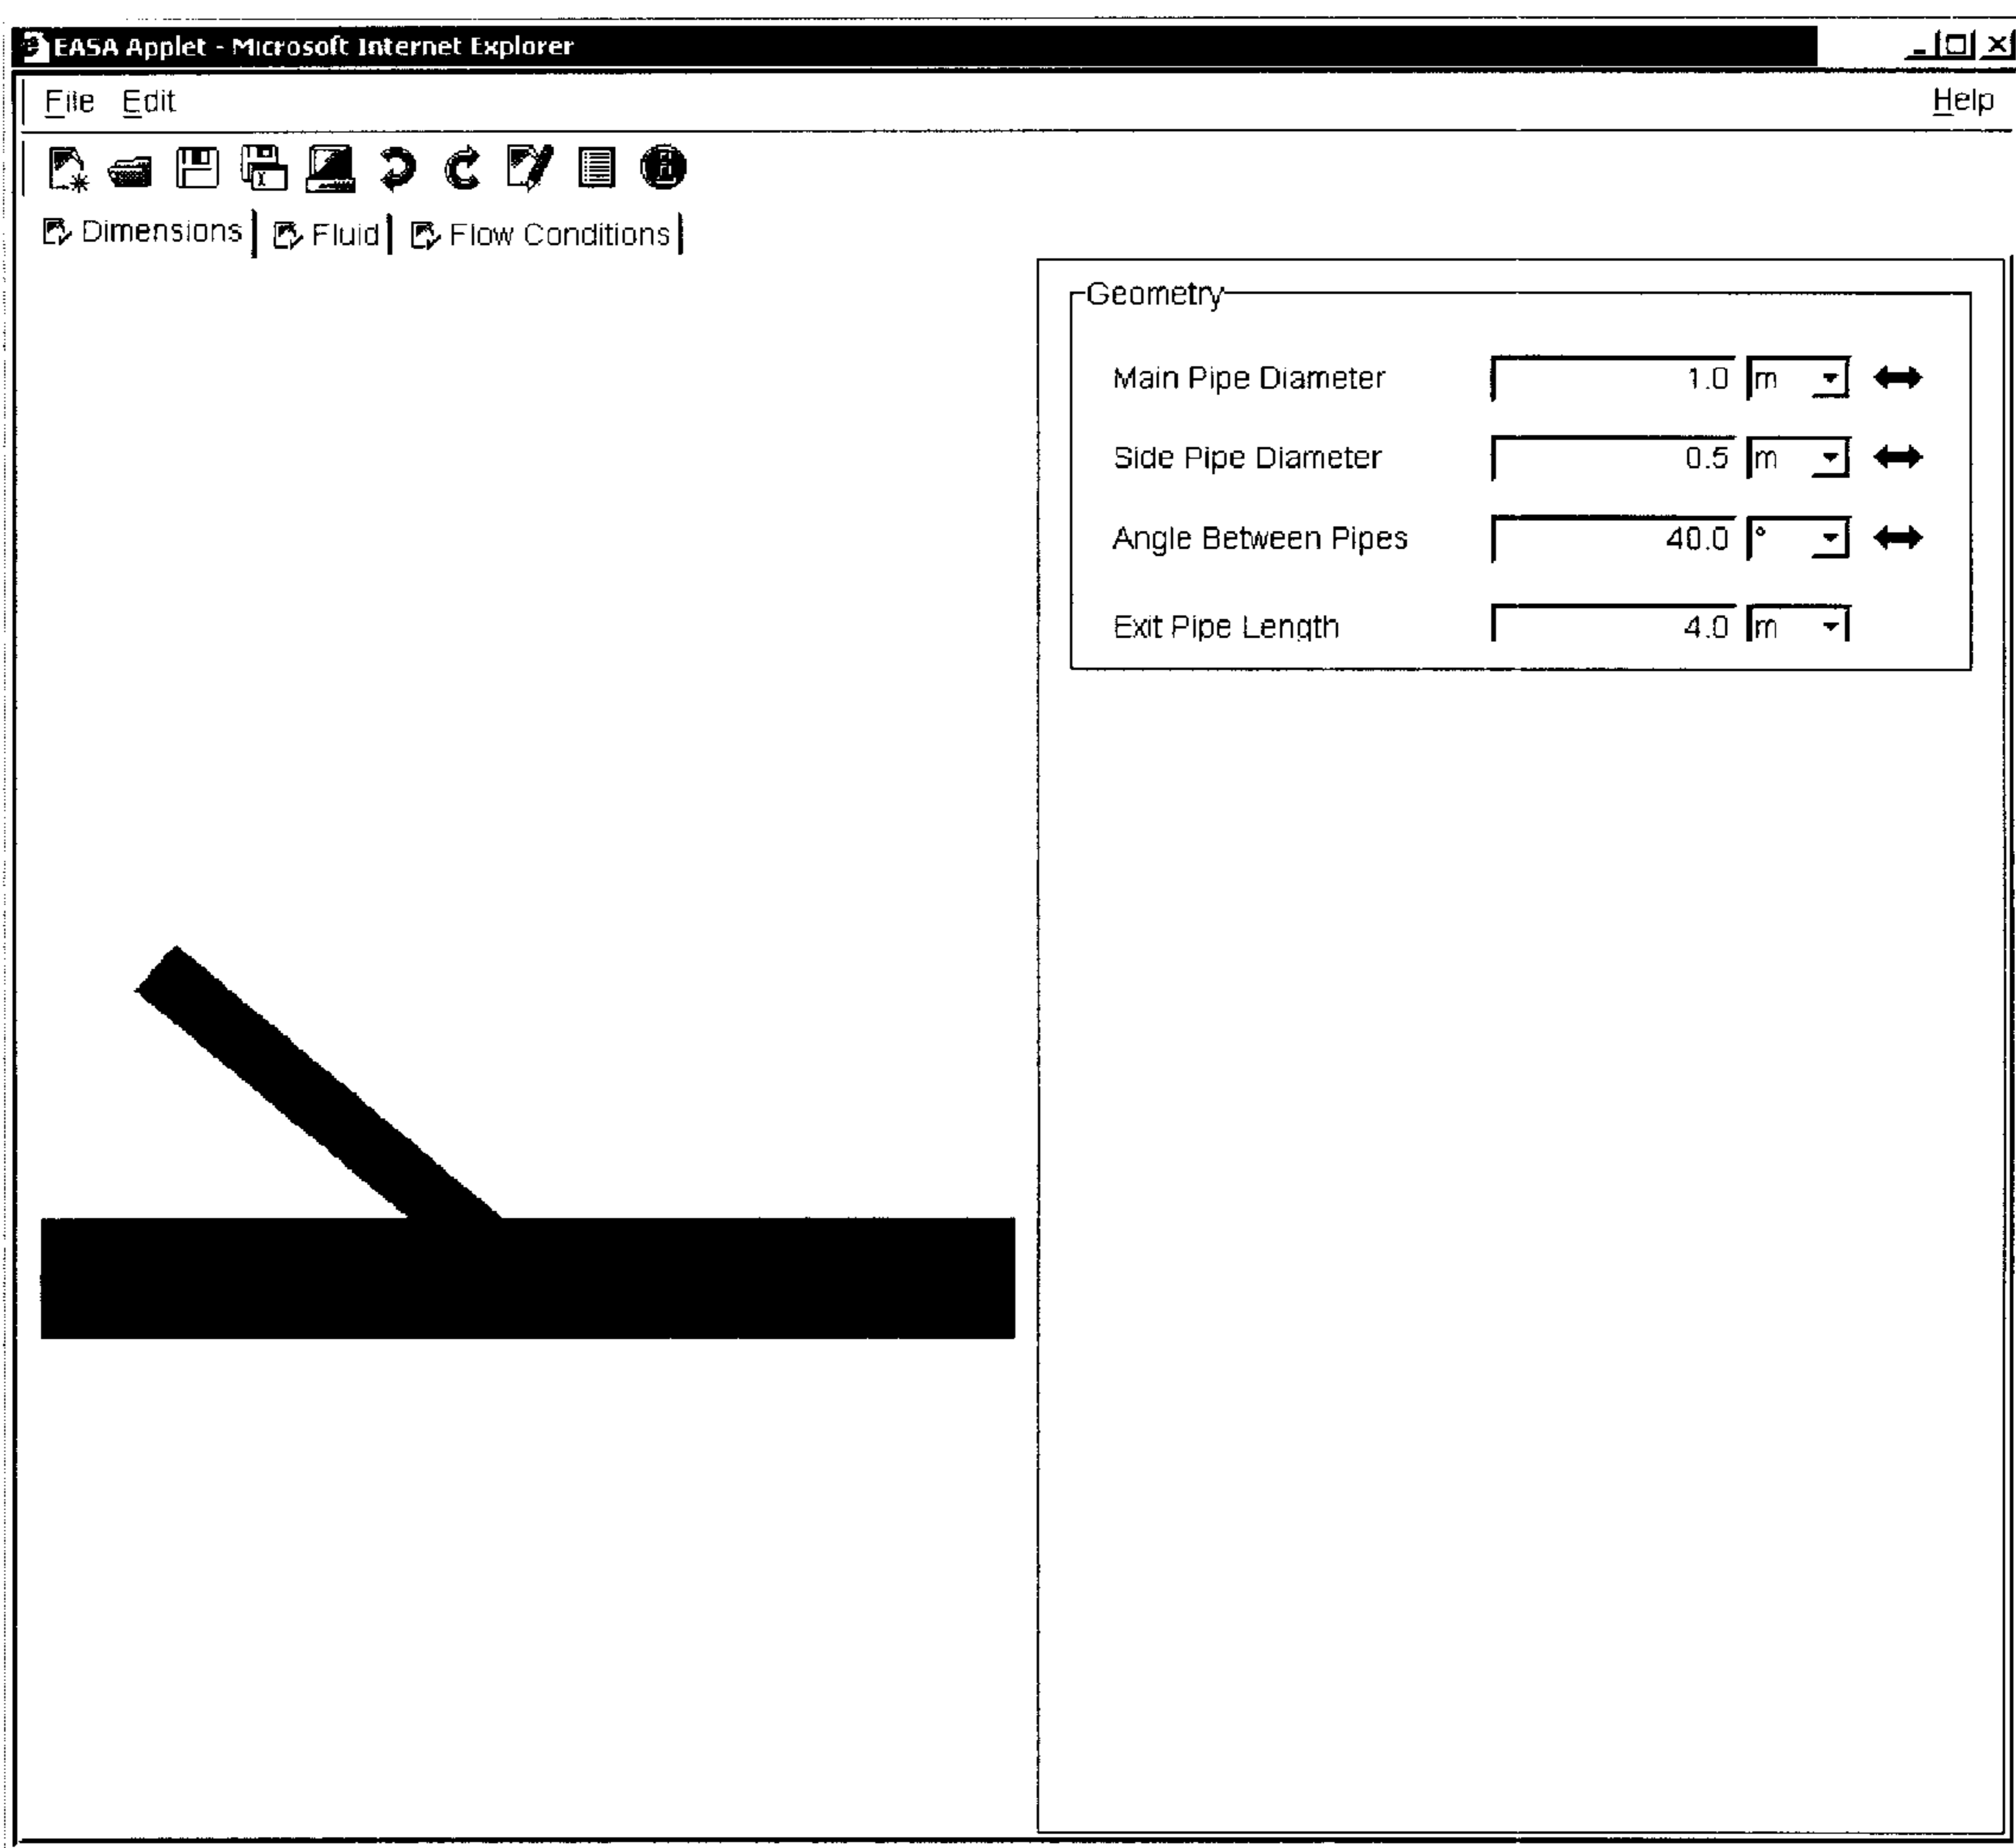 EASA Applet - Microsoft Internet Explorer
File Edit Help
Dimensions Fluid Flow Conditions
Geometry
Main Pipe Diameter 1.0 m
Side Pipe Diameter 0.5 m
Angle Between Pipes 40.0 °
Exit Pipe Length 4.0 m